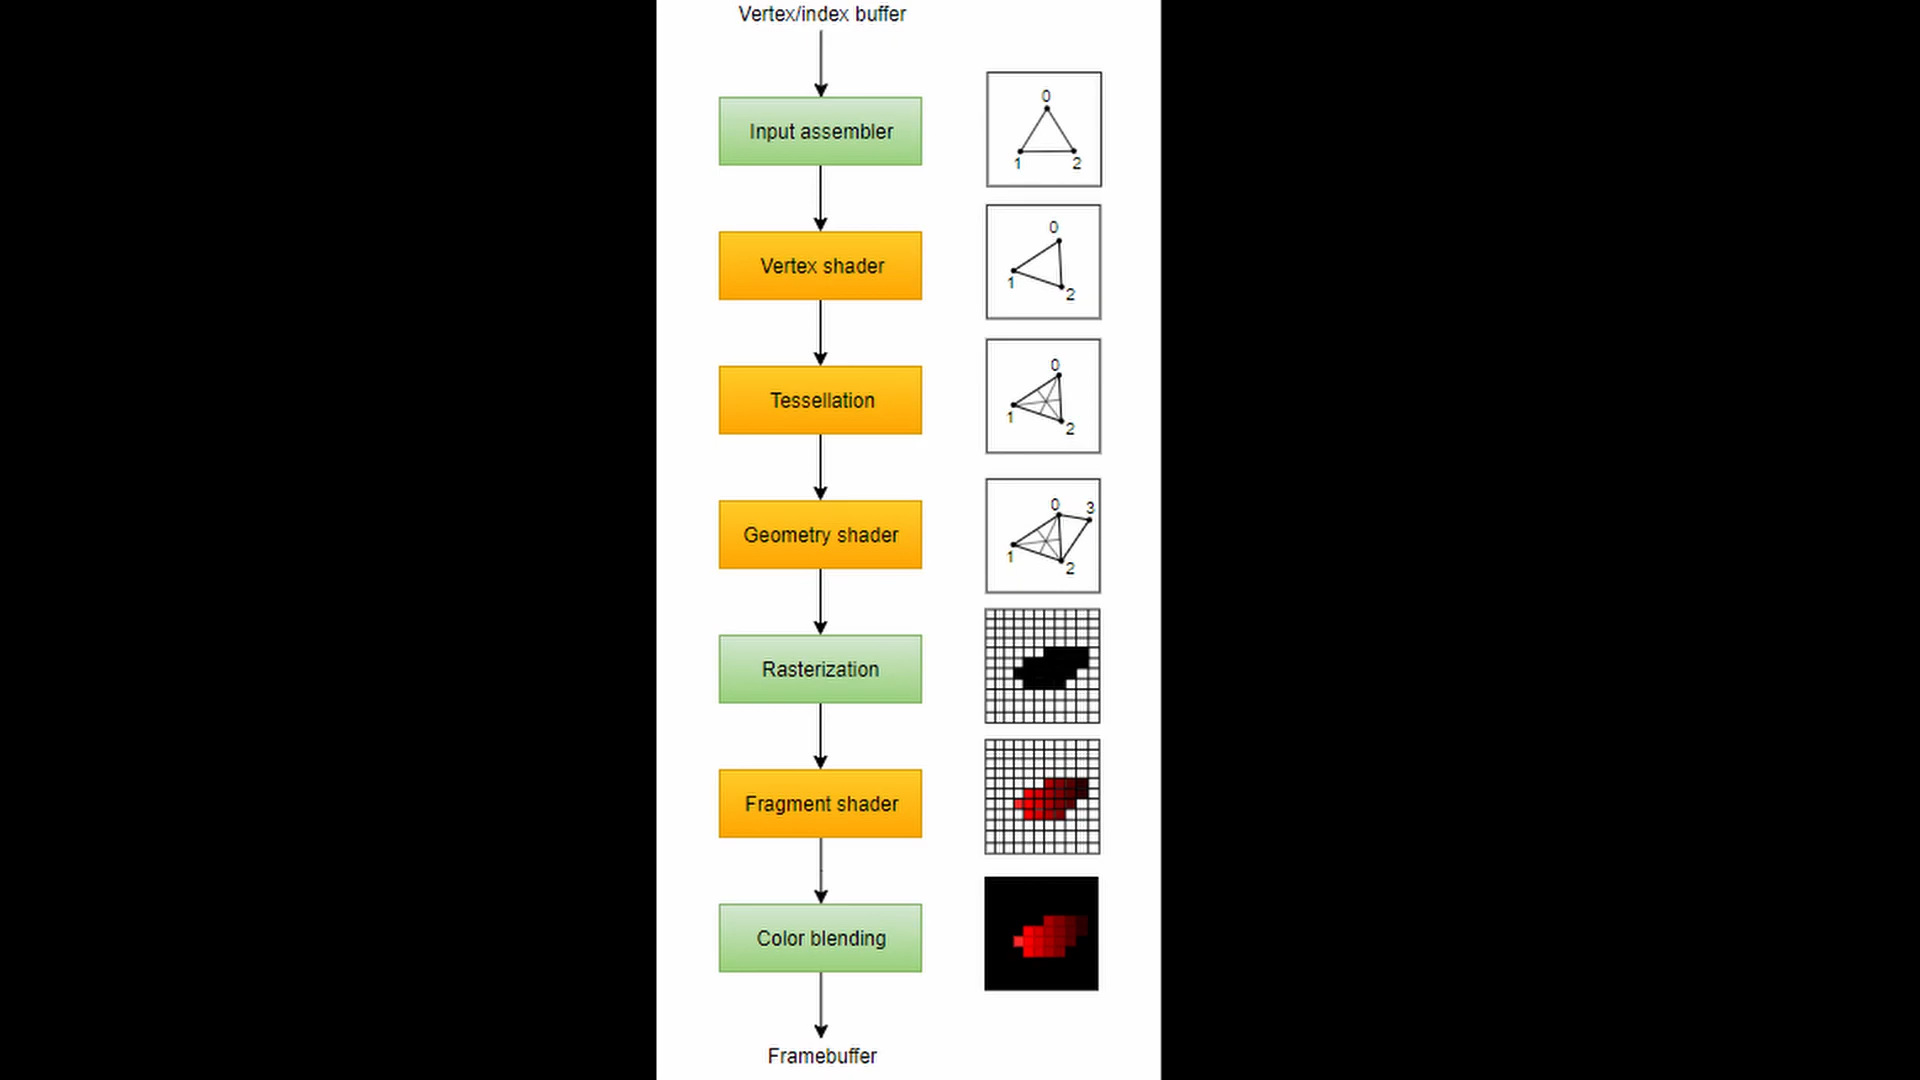 Vertex/index buffer
Input assembler
0
1
2
Vertex shader
0
1
2
Tessellation
0
1
2
Geometry shader
0
3
1
2
Rasterization
Fragment shader
Color blending
Framebuffer